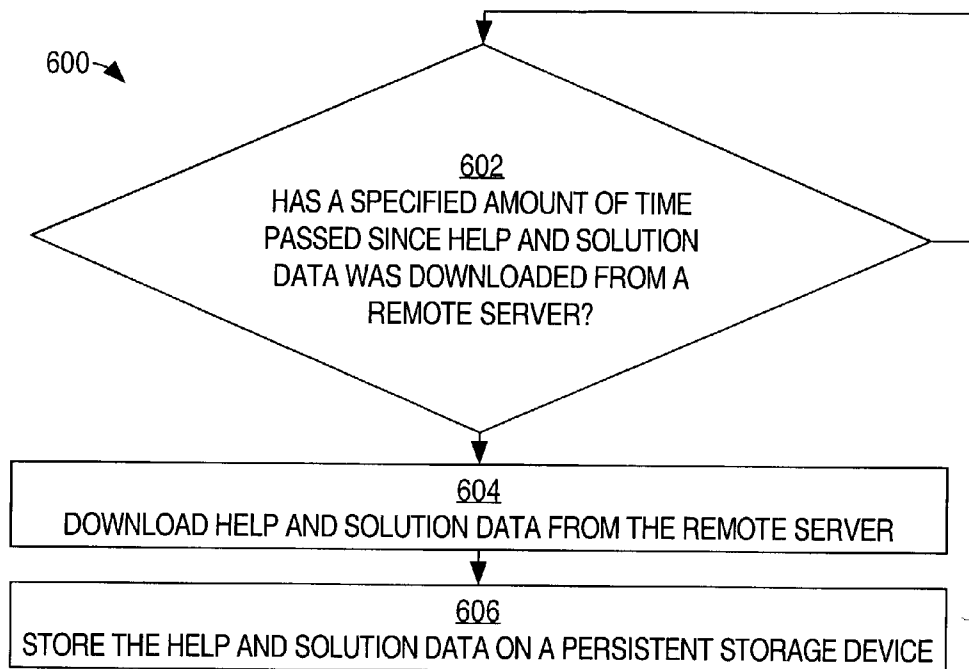 600
602
HAS A SPECIFIED AMOUNT OF TIME
PASSED SINCE HELP AND SOLUTION
DATA WAS DOWNLOADED FROM A
REMOTE SERVER?
604
DOWNLOAD HELP AND SOLUTION DATA FROM THE REMOTE SERVER
606
STORE THE HELP AND SOLUTION DATA ON A PERSISTENT STORAGE DEVICE